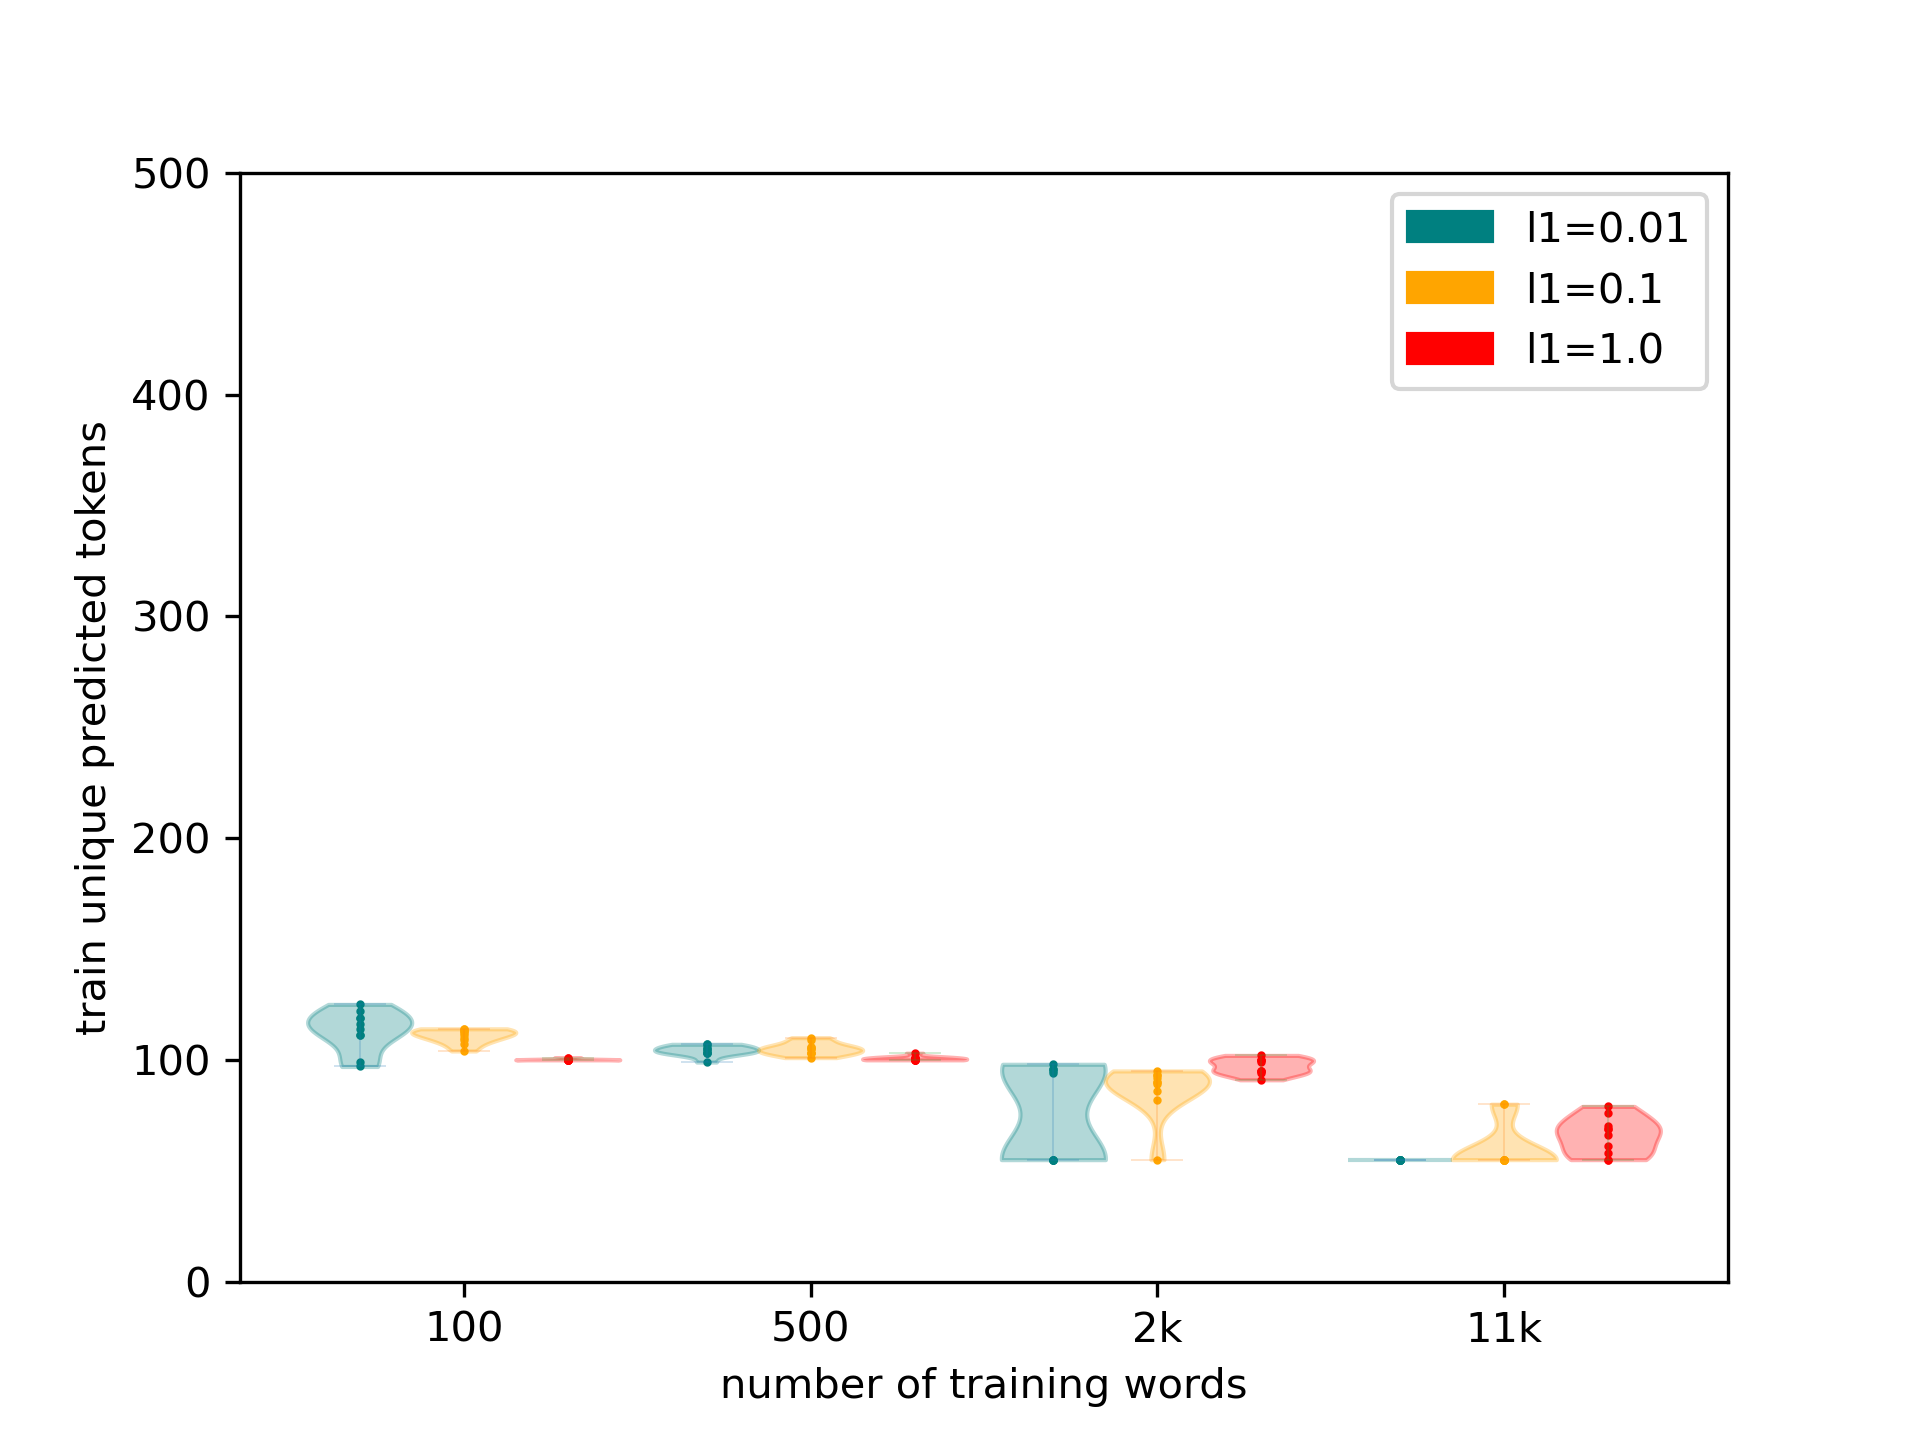 500
400
300
200
100
0
train unique predicted tokens
l1=0.01
l1=0.1
l1=1.0
100
500
2k
11k
number of training words